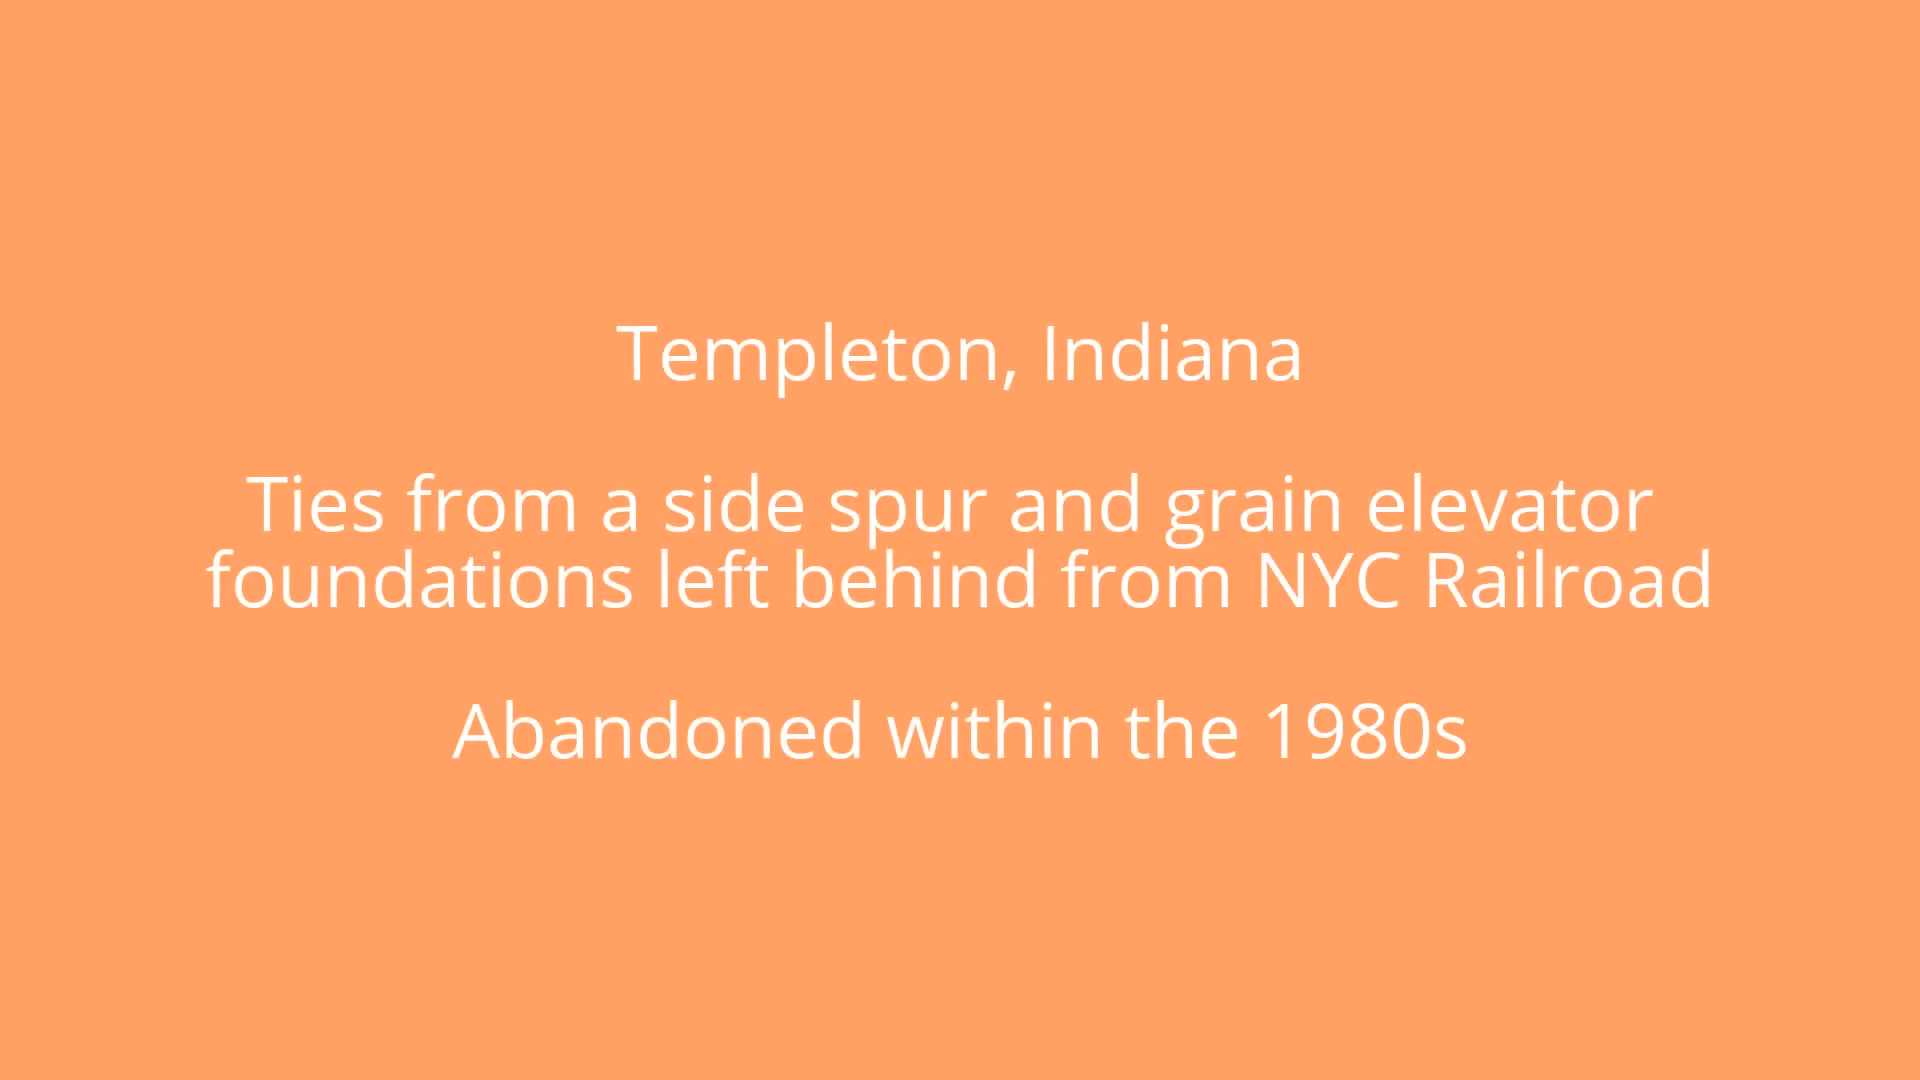 Templeton, Indiana
Ties from a side spur and grain elevator
foundations left behind from NYC Railroad
Abandoned within the 1980s